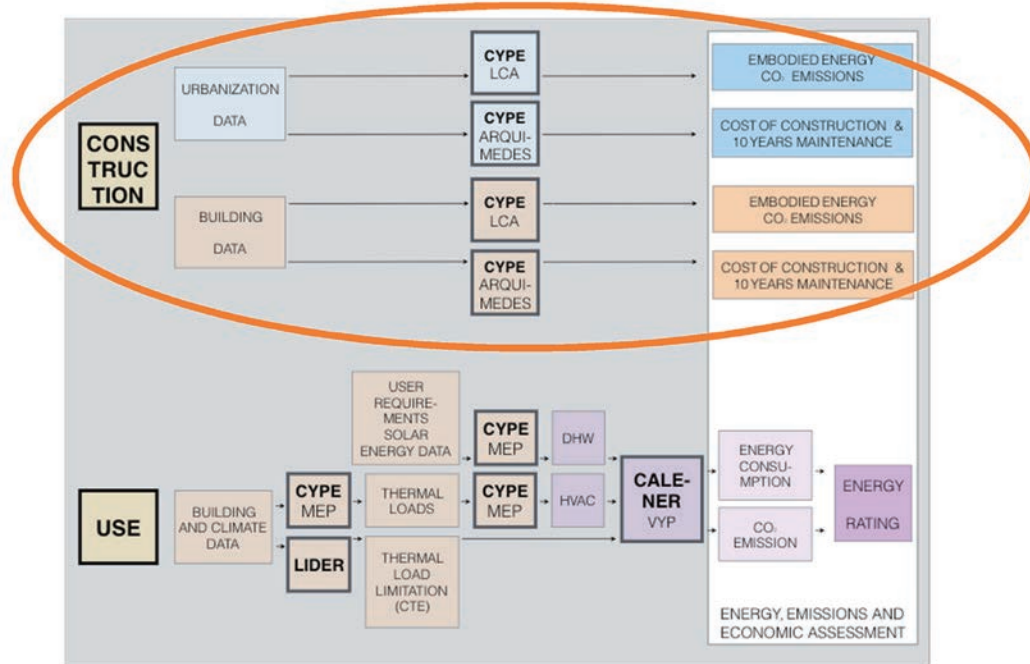 CONS
TRUC
TION
URBANIZATION
DATA
CYPE
LCA
EMBODIED ENERGY
CO₂ EMISSIONS
CYPE
ARQUI-
MEDES
COST OF CONSTRUCTION &
10 YEARS MAINTENANCE
BUILDING
DATA
CYPE
LCA
EMBODIED ENERGY
CO₂ EMISSIONS
CYPE
ARQUI-
MEDES
COST OF CONSTRUCTION &
10 YEARS MAINTENANCE
USE
BUILDING
AND CLIMATE
DATA
CYPE
MEP
LIDER
USER
REQUIRE-
MENTS
SOLAR
ENERGY DATA
THERMAL
LOADS
THERMAL
LOAD
LIMITATION
(CTE)
CYPE
MEP
CYPE
MEP
DHW
HVAC
CALE-
NER
VYP
ENERGY
CONSU-
MPTION
CO₂
EMISSION
ENERGY
RATING
ENERGY, EMISSIONS AND
ECONOMIC ASSESSMENT